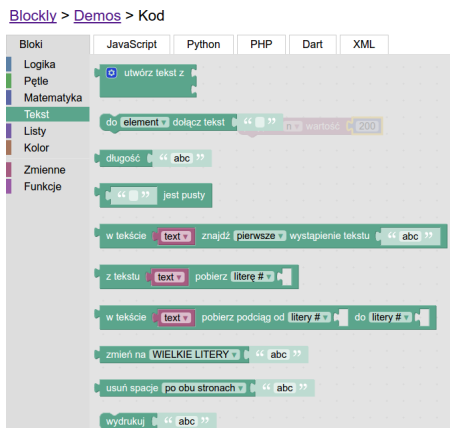 Blockly > Demos > Kod
Bloki
JavaScript Python PHP Dart XML
Logika
Pętle
Matematyka
Tekst
Listy
Kolor
Zmienne
Funkcje
utwórz tekst z
do element dołącz tekst “ ”
wartość 200
długość “ abc ”
“ ” jest pusty
w tekście text znajdź pierwsze wystąpienie tekstu “ abc ”
z tekstu text pobierz literę #
w tekście text pobierz podciąg od litery # do litery #
zmień na WIELKIE LITERY “ abc ”
usuń spacje po obu stronach “ abc ”
wydrukuj “ abc ”